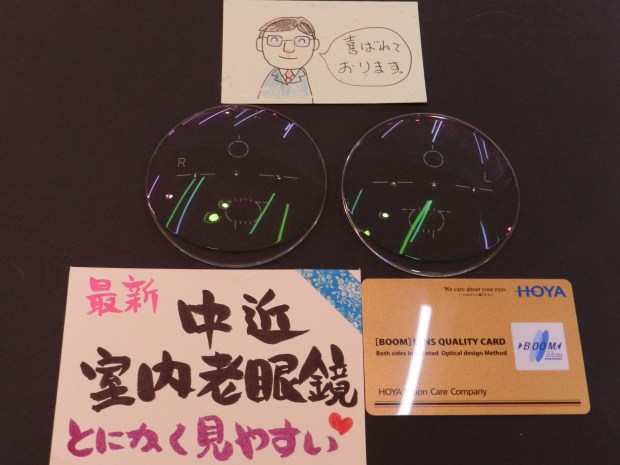 喜ばれて
おります。
R
L
最新
中近
室内老眼鏡
とにかく見やすい
We care about your eyes.
HOYA
[BOOM] LENS QUALITY CARD
Both sides integrated Optical design Method
BOOM
HOYA Vision Care Company